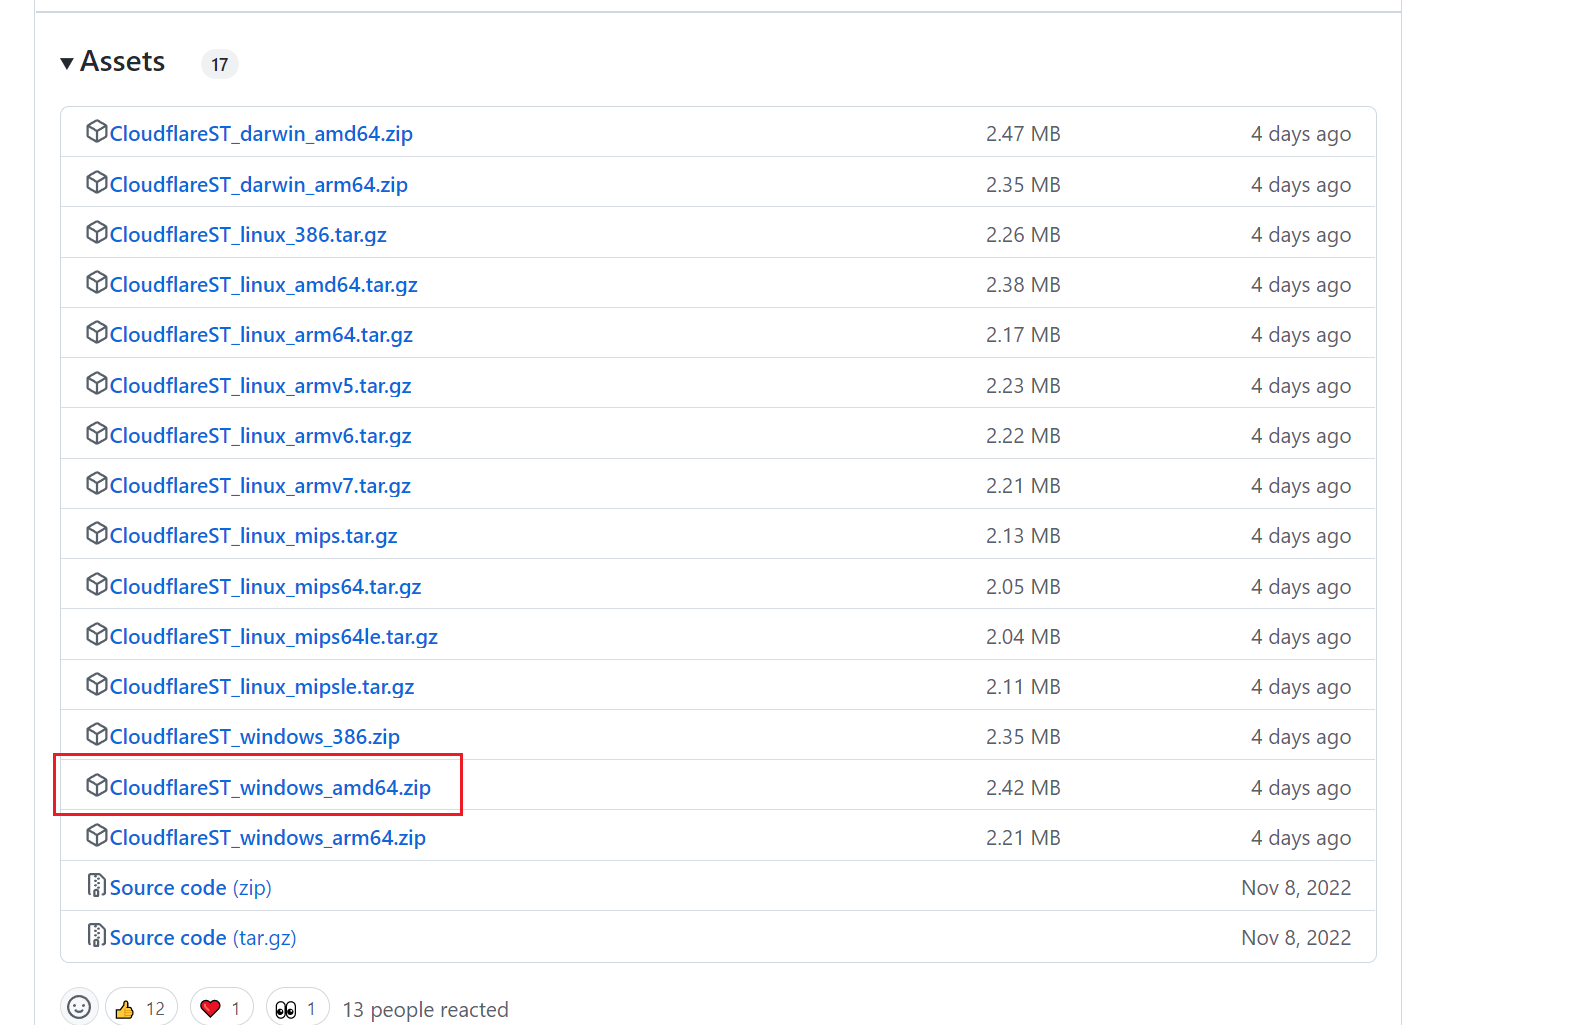 Assets 17
CloudflareST_darwin_amd64.zip 2.47 MB 4 days ago
CloudflareST_darwin_arm64.zip 2.35 MB 4 days ago
CloudflareST_linux_386.tar.gz 2.26 MB 4 days ago
CloudflareST_linux_amd64.tar.gz 2.38 MB 4 days ago
CloudflareST_linux_arm64.tar.gz 2.17 MB 4 days ago
CloudflareST_linux_armv5.tar.gz 2.23 MB 4 days ago
CloudflareST_linux_armv6.tar.gz 2.22 MB 4 days ago
CloudflareST_linux_armv7.tar.gz 2.21 MB 4 days ago
CloudflareST_linux_mips.tar.gz 2.13 MB 4 days ago
CloudflareST_linux_mips64.tar.gz 2.05 MB 4 days ago
CloudflareST_linux_mips64le.tar.gz 2.04 MB 4 days ago
CloudflareST_linux_mipsle.tar.gz 2.11 MB 4 days ago
CloudflareST_windows_386.zip 2.35 MB 4 days ago
CloudflareST_windows_amd64.zip 2.42 MB 4 days ago
CloudflareST_windows_arm64.zip 2.21 MB 4 days ago
Source code (zip) Nov 8, 2022
Source code (tar.gz) Nov 8, 2022
12 1 1 13 people reacted